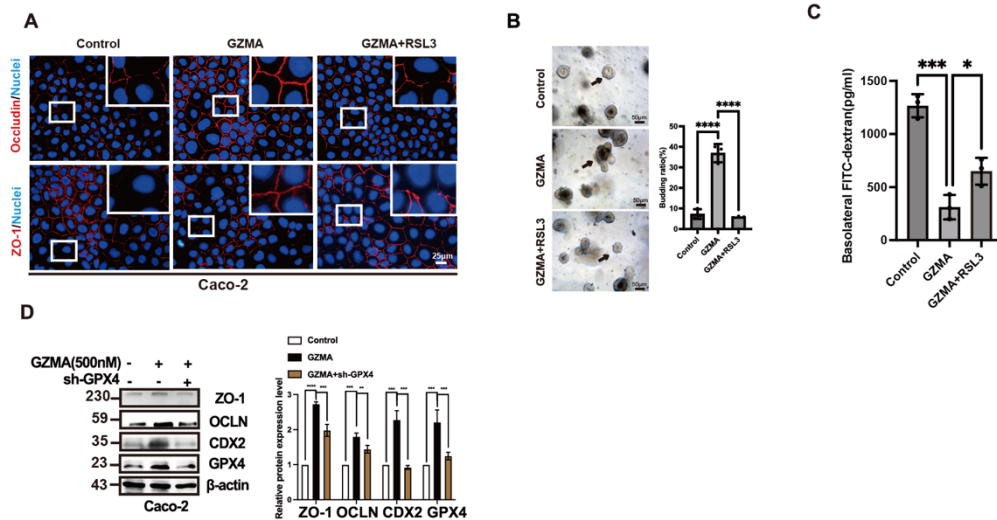 A
Control
GZMA
GZMA+RSL3
Occludin/Nuclei
ZO-1/Nuclei
25μm
Caco-2
B
Control
GZMA
GZMA+RSL3
50μm
50μm
50μm
Budding ratio(%)
50
40
30
20
10
0
****
****
Control
GZMA
GZMA+RSL3
C
Basolateral FITC-dextran(pg/ml)
1500
1000
500
0
***
*
Control
GZMA
GZMA+RSL3
D
GZMA(500nM) - + +
sh-GPX4 - - +
230 ZO-1
59 OCLN
35 CDX2
23 GPX4
43 β-actin
Caco-2
Control
GZMA
GZMA+sh-GPX4
Relative protein expression level
3
2
1
0
**** *** *** ** *** *** *** ***
ZO-1 OCLN CDX2 GPX4